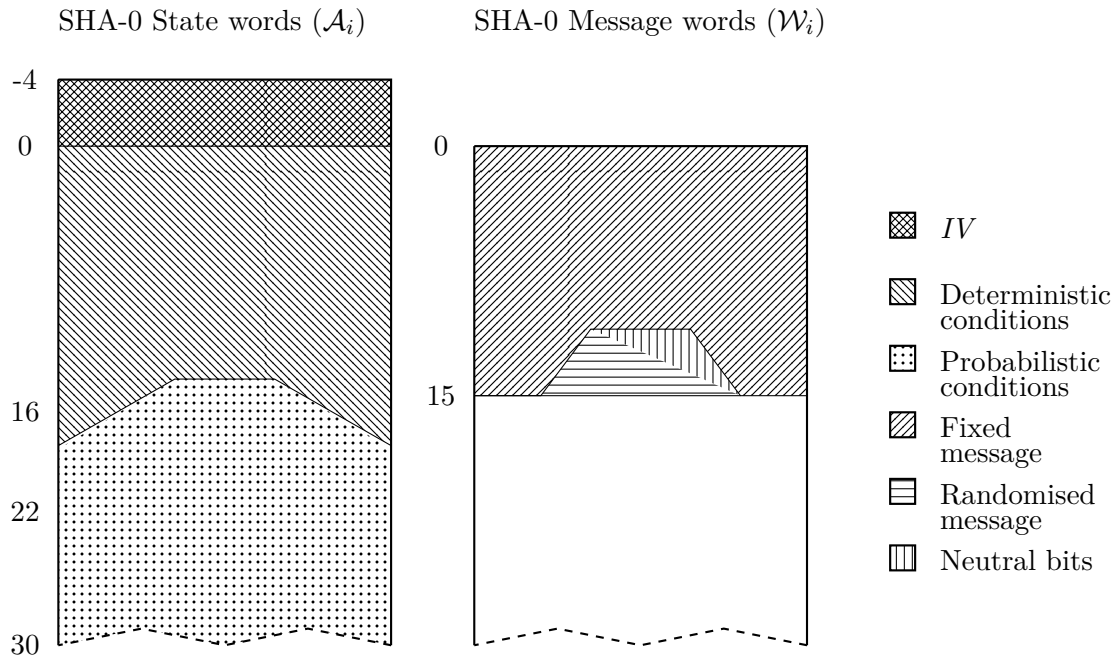 SHA-0 State words (𝒜ᵢ)
SHA-0 Message words (𝒲ᵢ)
-4
0
16
22
30
0
15
IV
Deterministic
conditions
Probabilistic
conditions
Fixed
message
Randomised
message
Neutral bits